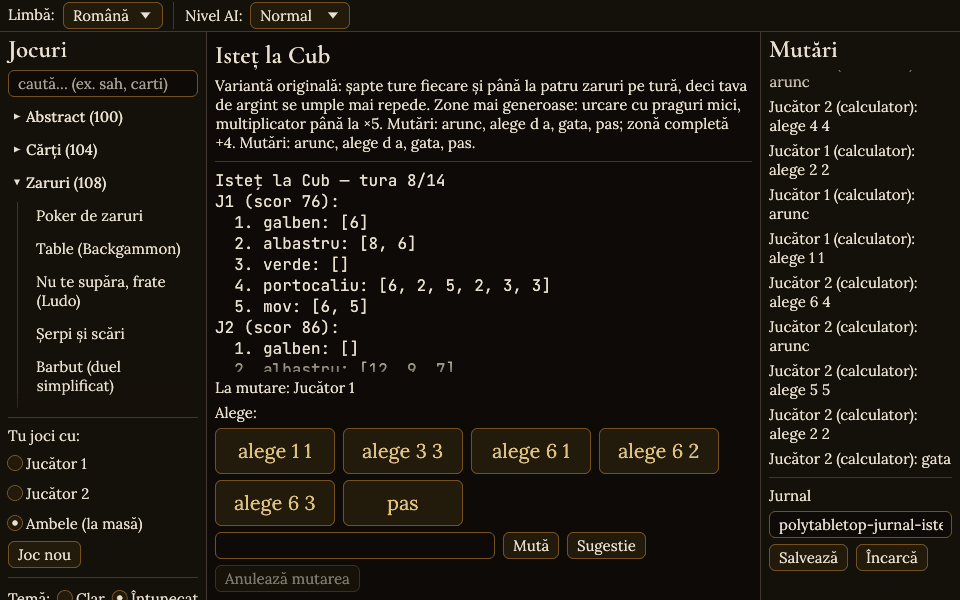 Limbă: Română Nivel AI: Normal
Jocuri
caută... (ex. sah, carti)
Abstract (100)
Cărți (104)
Zaruri (108)
Poker de zaruri
Table (Backgammon)
Nu te supăra, frate
(Ludo)
Șerpi și scări
Barbut (duel
simplificat)
Tu joci cu:
Jucător 1
Jucător 2
Ambele (la masă)
Joc nou
Temă: Clar Întunecat
Isteț la Cub
Variantă originală: șapte ture fiecare și până la patru zaruri pe tură, deci tava
de argint se umple mai repede. Zone mai generoase: urcare cu praguri mici,
multiplicator până la ×5. Mutări: arunc, alege d a, gata, pas; zonă completă
+4. Mutări: arunc, alege d a, gata, pas.
Isteț la Cub — tura 8/14
J1 (scor 76):
1. galben: [6]
2. albastru: [8, 6]
3. verde: []
4. portocaliu: [6, 2, 5, 2, 3, 3]
5. mov: [6, 5]
J2 (scor 86):
1. galben: []
2. albastru: [12, 9, 7]
La mutare: Jucător 1
Alege:
alege 1 1 alege 3 3 alege 6 1 alege 6 2
alege 6 3 pas
Mută Sugestie
Anulează mutarea
Mutări
arunc
Jucător 2 (calculator):
alege 4 4
Jucător 1 (calculator):
alege 2 2
Jucător 1 (calculator):
arunc
Jucător 1 (calculator):
alege 1 1
Jucător 2 (calculator):
alege 6 4
Jucător 2 (calculator):
arunc
Jucător 2 (calculator):
alege 5 5
Jucător 2 (calculator):
alege 2 2
Jucător 2 (calculator): gata
Jurnal
polytabletop-jurnal-iste
Salvează Încarcă